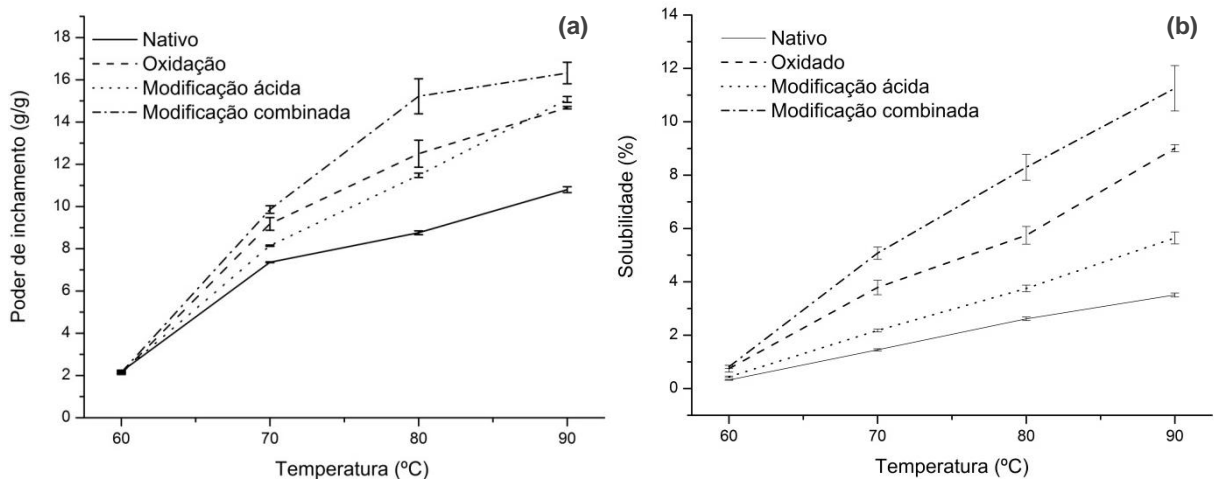 (a)
Nativo
Oxidação
Modificação ácida
Modificação combinada
Poder de inchamento (g/g)
18
16
14
12
10
8
6
4
2
0
60 70 80 90
Temperatura (ºC)
(b)
Nativo
Oxidado
Modificação ácida
Modificação combinada
Solubilidade (%)
14
12
10
8
6
4
2
0
60 70 80 90
Temperatura (ºC)